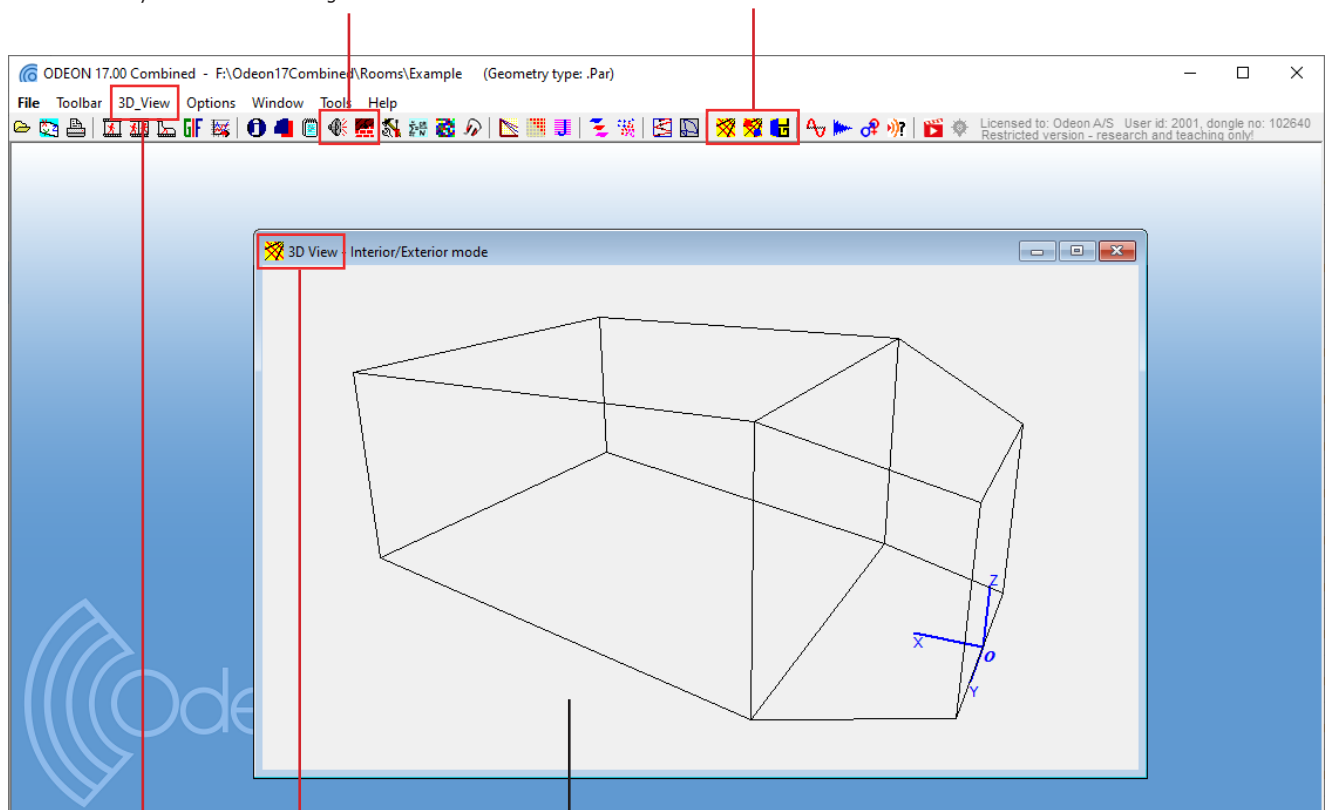 ODEON 17.00 Combined - F:\Odeon17Combined\Rooms\Example (Geometry type: .Par)
File Toolbar 3D_View Options Window Tools Help
GIF
Licensed to: Odeon A/S User id: 2001, dongle no: 102640
Restricted version - research and teaching only!
3D View - Interior/Exterior mode
Z
X
O
Y
Ode